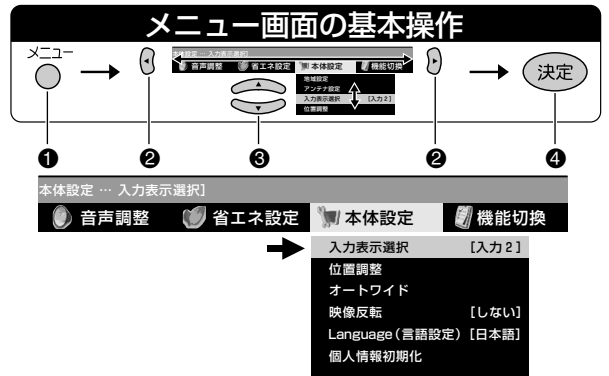 メニュー画面の基本操作
メニュー
本体設定 … 入力表示選択]
音声調整 省エネ設定 本体設定 機能切換
地域設定
アンテナ設定
入力表示選択 [入力2]
位置調整
決定
❶ ❷ ❸ ❷ ❹
本体設定 … 入力表示選択]
音声調整 省エネ設定 本体設定 機能切換
入力表示選択 [入力2]
位置調整
オートワイド
映像反転 [しない]
Language(言語設定) [日本語]
個人情報初期化